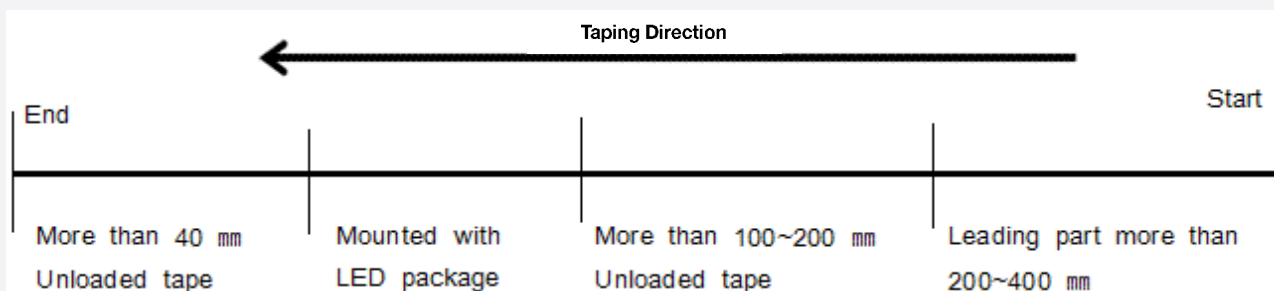 Taping Direction
Start
End
More than 40 ㎜
Unloaded tape
Mounted with
LED package
More than 100~200 ㎜
Unloaded tape
Leading part more than
200~400 ㎜